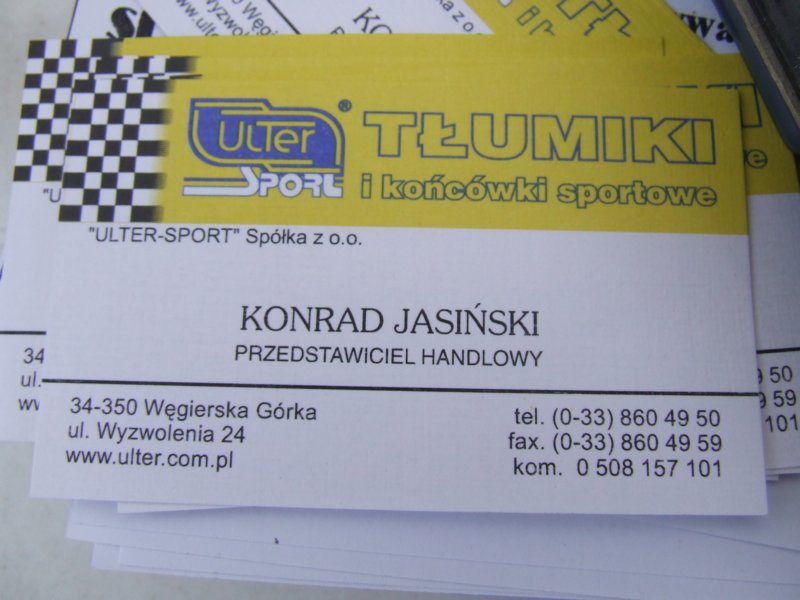 ULTER SPORT ®
TŁUMIKI
i końcówki sportowe
"ULTER-SPORT" Spółka z o.o.
KONRAD JASIŃSKI
PRZEDSTAWICIEL HANDLOWY
34-350 Węgierska Górka
ul. Wyzwolenia 24
www.ulter.com.pl
tel. (0-33) 860 49 50
fax. (0-33) 860 49 59
kom. 0 508 157 101